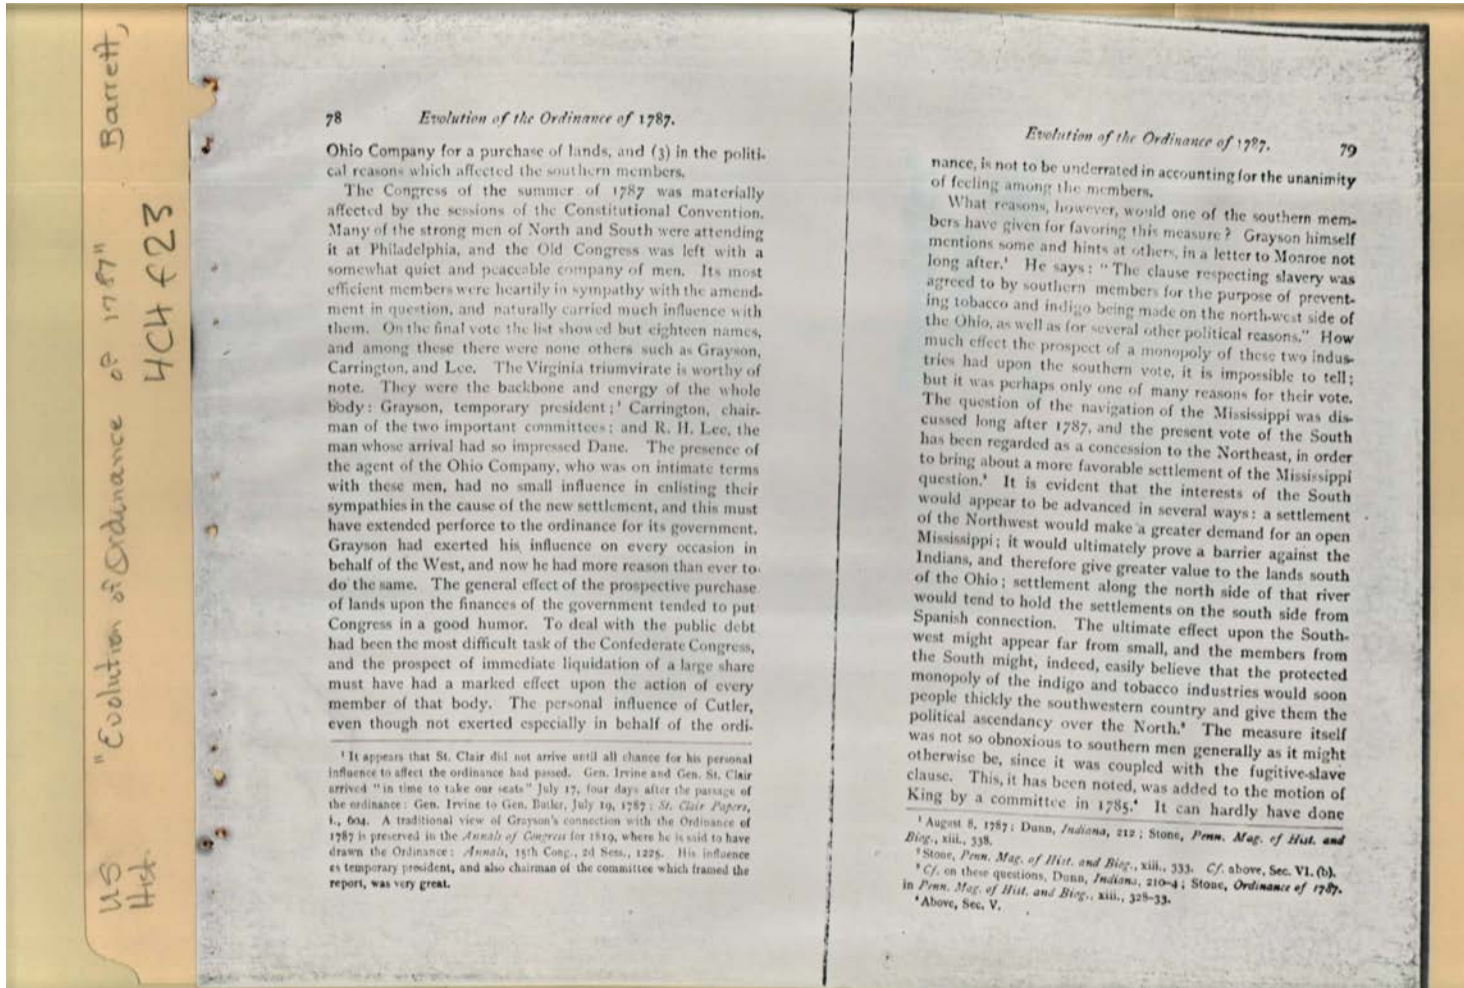 US "Evolution of Ordinance of 1787" Barrett,
Hist. 4C4 f23
78 Evolution of the Ordinance of 1787.
Ohio Company for a purchase of lands, and (3) in the politi-
cal reasons which affected the southern members.
The Congress of the summer of 1787 was materially
affected by the sessions of the Constitutional Convention.
Many of the strong men of North and South were attending
it at Philadelphia, and the Old Congress was left with a
somewhat quiet and peaceable company of men. Its most
efficient members were heartily in sympathy with the amend-
ment in question, and naturally carried much influence with
them. On the final vote the list showed but eighteen names,
and among these there were none others such as Grayson,
Carrington, and Lee. The Virginia triumvirate is worthy of
note. They were the backbone and energy of the whole
body: Grayson, temporary president;¹ Carrington, chair-
man of the two important committees; and R. H. Lee, the
man whose arrival had so impressed Dane. The presence of
the agent of the Ohio Company, who was on intimate terms
with these men, had no small influence in enlisting their
sympathies in the cause of the new settlement, and this must
have extended perforce to the ordinance for its government.
Grayson had exerted his influence on every occasion in
behalf of the West, and now he had more reason than ever to
do the same. The general effect of the prospective purchase
of lands upon the finances of the government tended to put
Congress in a good humor. To deal with the public debt
had been the most difficult task of the Confederate Congress,
and the prospect of immediate liquidation of a large share
must have had a marked effect upon the action of every
member of that body. The personal influence of Cutler,
even though not exerted especially in behalf of the ordi-
¹ It appears that St. Clair did not arrive until all chance for his personal
influence to affect the ordinance had passed. Gen. Irvine and Gen. St. Clair
arrived "in time to take our seats" July 17, four days after the passage of
the ordinance: Gen. Irvine to Gen. Butler, July 19, 1787; St. Clair Papers,
i., 604. A traditional view of Grayson's connection with the Ordinance of
1787 is preserved in the Annals of Congress for 1819, where he is said to have
drawn the Ordinance: Annals, 15th Cong., 2d Sess., 1225. His influence
as temporary president, and also chairman of the committee which framed the
report, was very great.
Evolution of the Ordinance of 1787. 79
nance, is not to be underrated in accounting for the unanimity
of feeling among the members.
What reasons, however, would one of the southern mem-
bers have given for favoring this measure? Grayson himself
mentions some and hints at others, in a letter to Monroe not
long after.¹ He says: "The clause respecting slavery was
agreed to by southern members for the purpose of prevent-
ing tobacco and indigo being made on the north-west side of
the Ohio, as well as for several other political reasons." How
much effect the prospect of a monopoly of these two indus-
tries had upon the southern vote, it is impossible to tell;
but it was perhaps only one of many reasons for their vote.
The question of the navigation of the Mississippi was dis-
cussed long after 1787, and the present vote of the South
has been regarded as a concession to the Northeast, in order
to bring about a more favorable settlement of the Mississippi
question.² It is evident that the interests of the South
would appear to be advanced in several ways: a settlement
of the Northwest would make a greater demand for an open
Mississippi; it would ultimately prove a barrier against the
Indians, and therefore give greater value to the lands south
of the Ohio; settlement along the north side of that river
would tend to hold the settlements on the south side from
Spanish connection. The ultimate effect upon the South-
west might appear far from small, and the members from
the South might, indeed, easily believe that the protected
monopoly of the indigo and tobacco industries would soon
people thickly the southwestern country and give them the
political ascendancy over the North.³ The measure itself
was not so obnoxious to southern men generally as it might
otherwise be, since it was coupled with the fugitive-slave
clause. This, it has been noted, was added to the motion of
King by a committee in 1785.⁴ It can hardly have done
¹ August 8, 1787; Dunn, Indiana, 212; Stone, Penn. Mag. of Hist. and
Biog., xiii., 338.
² Stone, Penn. Mag. of Hist. and Biog., xiii., 333. Cf. above, Sec. VI. (b).
³ Cf. on these questions, Dunn, Indiana, 210-4; Stone, Ordinance of 1787,
in Penn. Mag. of Hist. and Biog., xiii., 328-33.
⁴ Above, Sec. V.